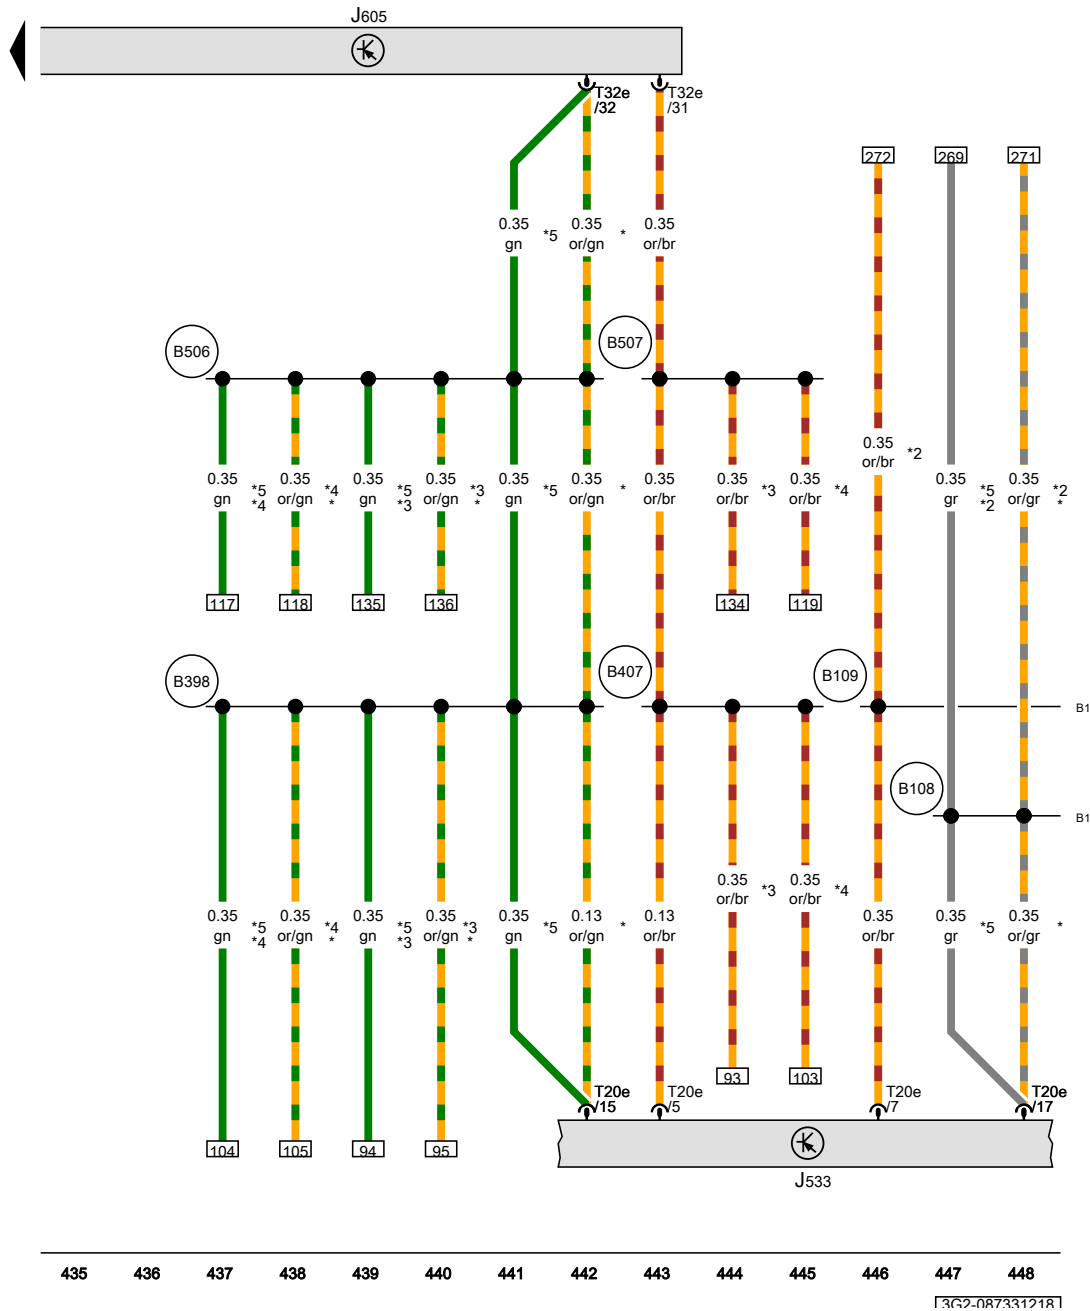 J605
T32e
/32
T32e
/31
272
269
271
0.35
gn
*5
0.35
or/gn
*
0.35
or/br
B506
B507
0.35
or/br
*2
0.35
gn
*5
*4
0.35
or/gn
*4
*
0.35
gn
*5
*3
0.35
or/gn
*3
*
0.35
gn
*5
0.35
or/gn
*
0.35
or/br
0.35
or/br
*3
0.35
or/br
*4
0.35
gr
*5
*2
0.35
or/gr
*2
*
117
118
135
136
134
119
B398
B407
B109
B1
B108
B1
0.35
or/br
*3
0.35
or/br
*4
0.35
gn
*5
*4
0.35
or/gn
*4
*
0.35
gn
*5
*3
0.35
or/gn
*3
*
0.35
gn
*5
0.13
or/gn
*
0.13
or/br
0.35
or/br
0.35
gr
*5
0.35
or/gr
*
93
103
T20e
/15
T20e
/5
T20e
/7
T20e
/17
104
105
94
95
J533
435 436 437 438 439 440 441 442 443 444 445 446 447 448
3G2-087331218